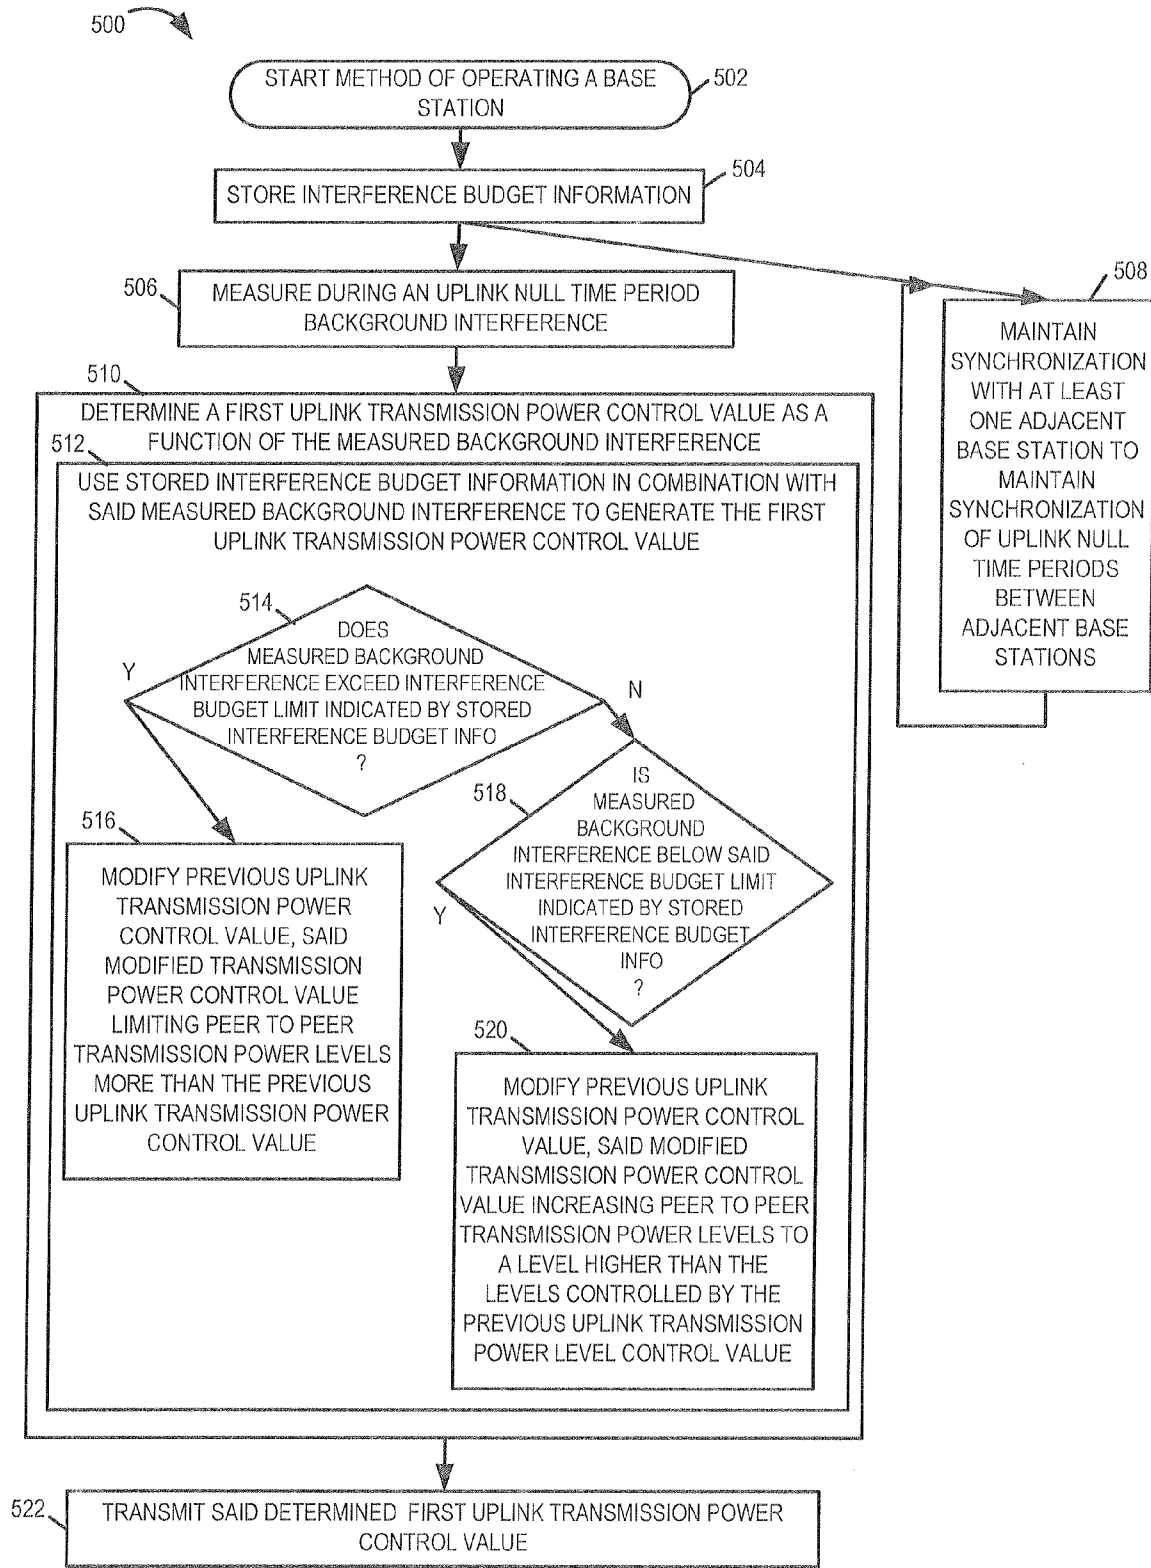 500
START METHOD OF OPERATING A BASE
STATION
502
STORE INTERFERENCE BUDGET INFORMATION
504
506
MEASURE DURING AN UPLINK NULL TIME PERIOD
BACKGROUND INTERFERENCE
508
MAINTAIN
SYNCHRONIZATION
WITH AT LEAST
ONE ADJACENT
BASE STATION TO
MAINTAIN
SYNCHRONIZATION
OF UPLINK NULL
TIME PERIODS
BETWEEN
ADJACENT BASE
STATIONS
510
DETERMINE A FIRST UPLINK TRANSMISSION POWER CONTROL VALUE AS A
FUNCTION OF THE MEASURED BACKGROUND INTERFERENCE
512
USE STORED INTERFERENCE BUDGET INFORMATION IN COMBINATION WITH
SAID MEASURED BACKGROUND INTERFERENCE TO GENERATE THE FIRST
UPLINK TRANSMISSION POWER CONTROL VALUE
514
DOES
MEASURED BACKGROUND
INTERFERENCE EXCEED INTERFERENCE
BUDGET LIMIT INDICATED BY STORED
INTERFERENCE BUDGET INFO
?
Y
N
516
MODIFY PREVIOUS UPLINK
TRANSMISSION POWER
CONTROL VALUE, SAID
MODIFIED TRANSMISSION
POWER CONTROL VALUE
LIMITING PEER TO PEER
TRANSMISSION POWER LEVELS
MORE THAN THE PREVIOUS
UPLINK TRANSMISSION POWER
CONTROL VALUE
518
IS
MEASURED
BACKGROUND
INTERFERENCE BELOW SAID
INTERFERENCE BUDGET LIMIT
INDICATED BY STORED
INTERFERENCE BUDGET
INFO
?
Y
520
MODIFY PREVIOUS UPLINK
TRANSMISSION POWER CONTROL
VALUE, SAID MODIFIED
TRANSMISSION POWER CONTROL
VALUE INCREASING PEER TO PEER
TRANSMISSION POWER LEVELS TO
A LEVEL HIGHER THAN THE
LEVELS CONTROLLED BY THE
PREVIOUS UPLINK TRANSMISSION
POWER LEVEL CONTROL VALUE
522
TRANSMIT SAID DETERMINED FIRST UPLINK TRANSMISSION POWER
CONTROL VALUE